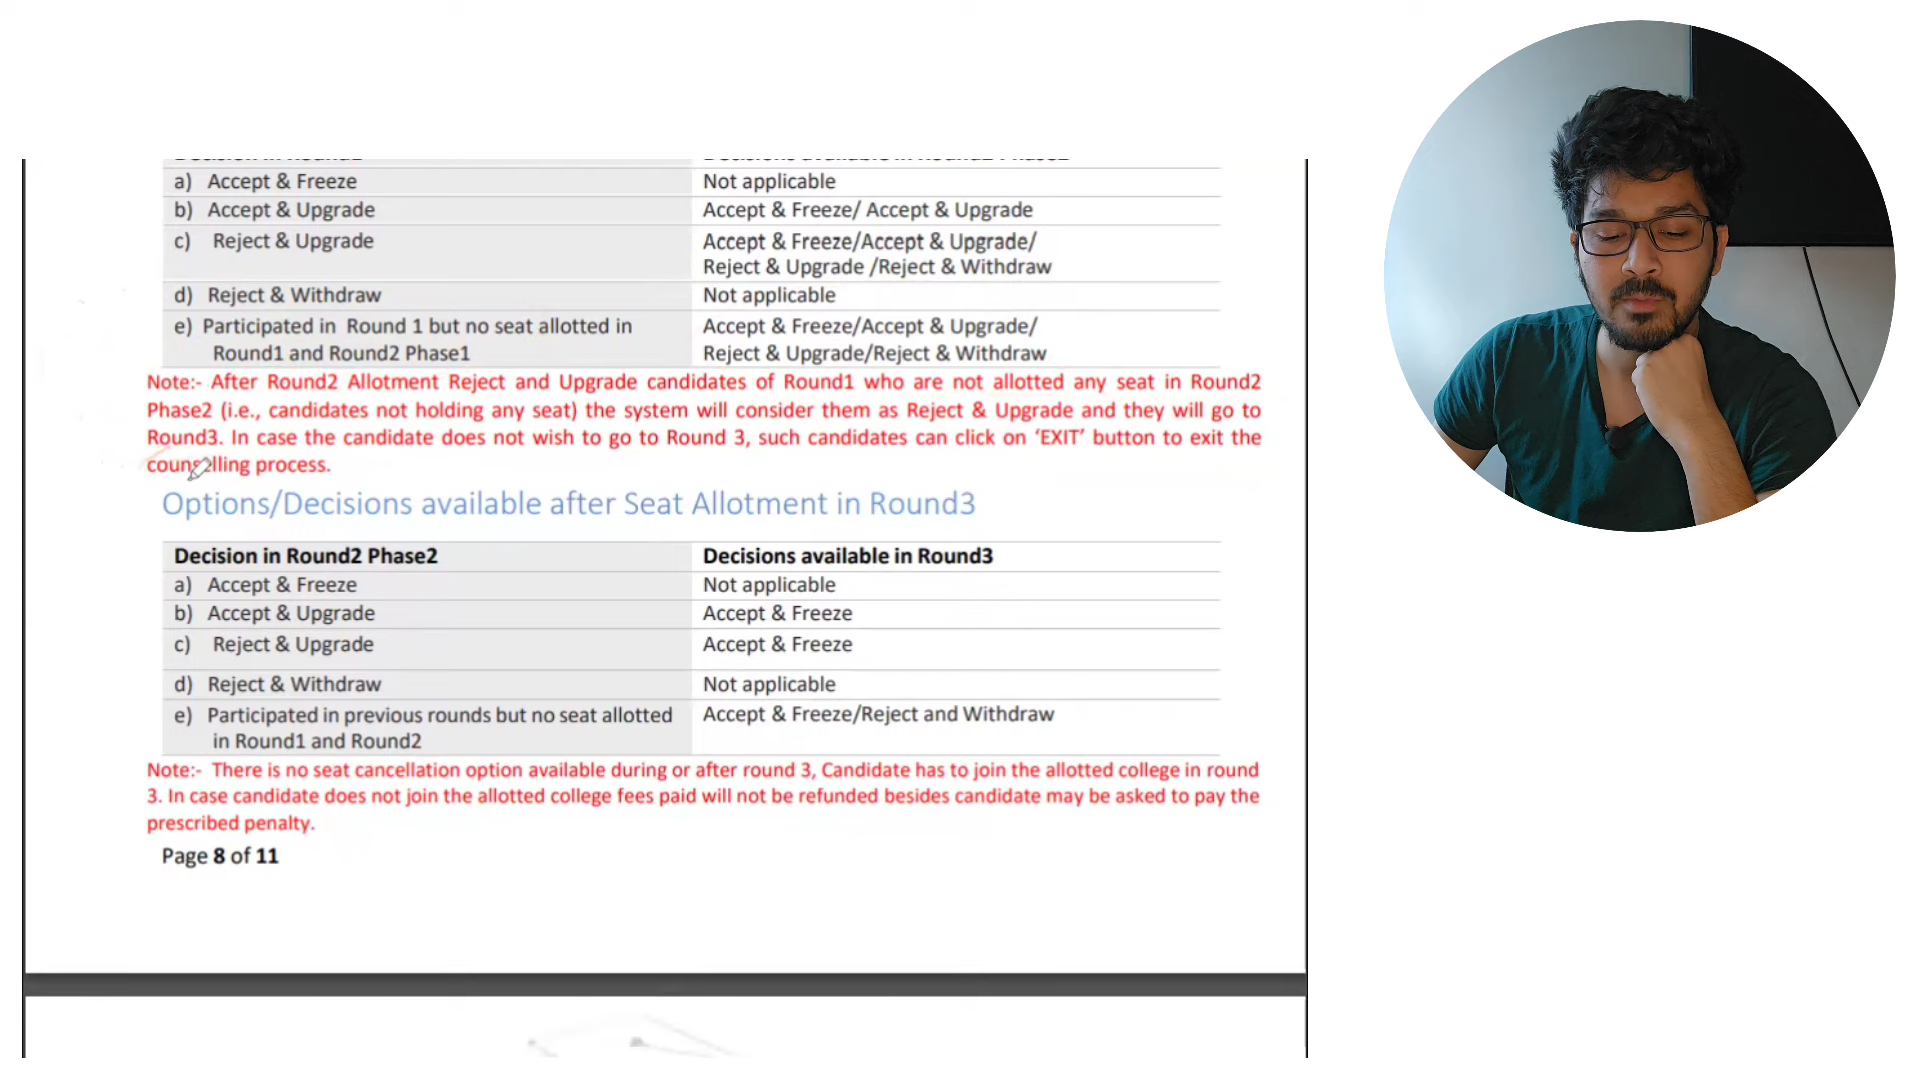 a) Accept & Freeze Not applicable
b) Accept & Upgrade Accept & Freeze/ Accept & Upgrade
c) Reject & Upgrade Accept & Freeze/Accept & Upgrade/
Reject & Upgrade /Reject & Withdraw
d) Reject & Withdraw Not applicable
e) Participated in Round 1 but no seat allotted in Accept & Freeze/Accept & Upgrade/
Round1 and Round2 Phase1 Reject & Upgrade/Reject & Withdraw
Note:- After Round2 Allotment Reject and Upgrade candidates of Round1 who are not allotted any seat in Round2
Phase2 (i.e., candidates not holding any seat) the system will consider them as Reject & Upgrade and they will go to
Round3. In case the candidate does not wish to go to Round 3, such candidates can click on ‘EXIT’ button to exit the
counselling process.
Options/Decisions available after Seat Allotment in Round3
Decision in Round2 Phase2 Decisions available in Round3
a) Accept & Freeze Not applicable
b) Accept & Upgrade Accept & Freeze
c) Reject & Upgrade Accept & Freeze
d) Reject & Withdraw Not applicable
e) Participated in previous rounds but no seat allotted Accept & Freeze/Reject and Withdraw
in Round1 and Round2
Note:- There is no seat cancellation option available during or after round 3, Candidate has to join the allotted college in round
3. In case candidate does not join the allotted college fees paid will not be refunded besides candidate may be asked to pay the
prescribed penalty.
Page 8 of 11